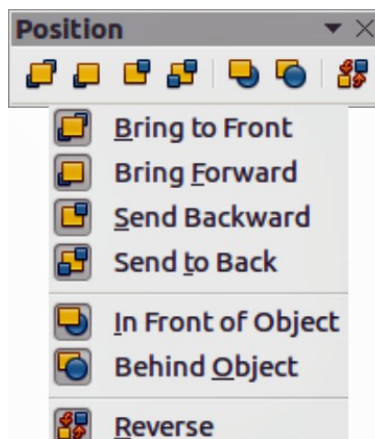 Position
Bring to Front
Bring Forward
Send Backward
Send to Back
In Front of Object
Behind Object
Reverse